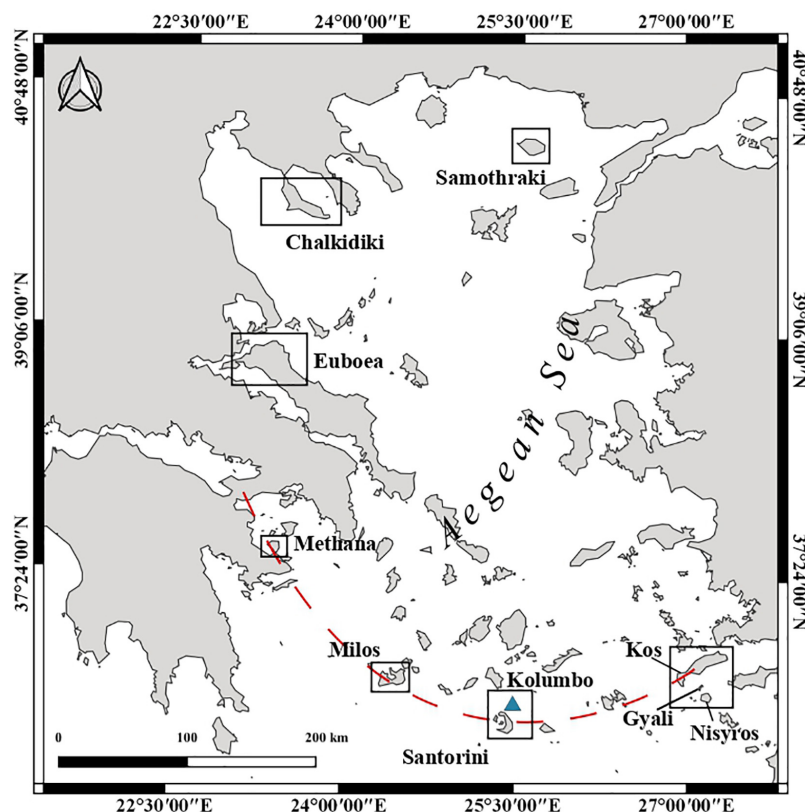 22°30'00"E 24°00'00"E 25°30'00"E 27°00'00"E
40°48'00"N
40°48'00"N
Samothraki
Chalkidiki
39°06'00"N
39°06'00"N
Euboea
Aegean Sea
37°24'00"N
37°24'00"N
Methana
Milos
Kos
Kolumbo
Gyali
Nisyros
Santorini
0 100 200 km
22°30'00"E 24°00'00"E 25°30'00"E 27°00'00"E